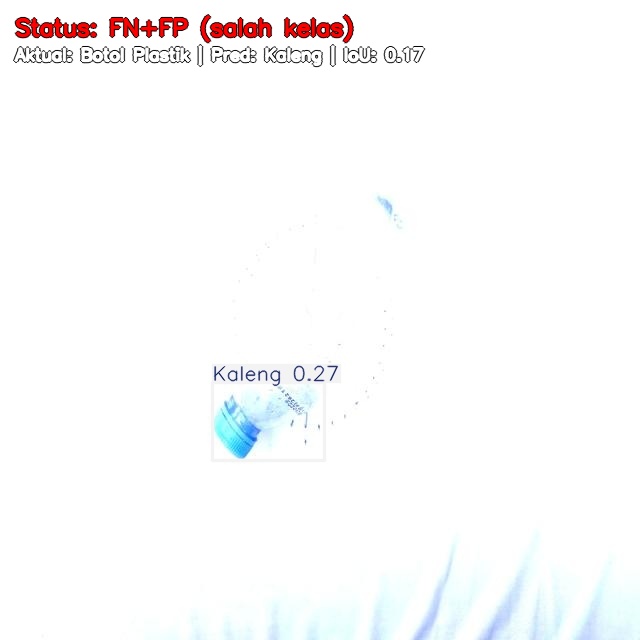 Status: FN+FP (salah kelas)
Aktual: Botol Plastik | Pred: Kaleng | IoU: 0.17
Kaleng 0.27